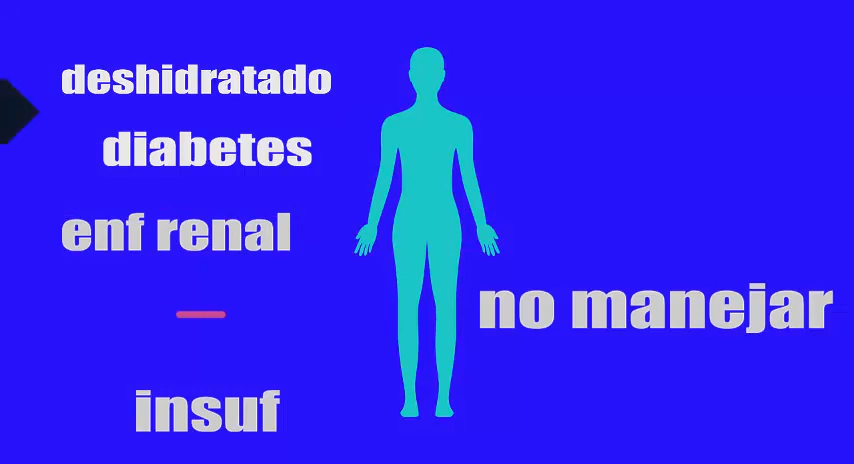 deshidratado
diabetes
enf renal
no manejar
insuf